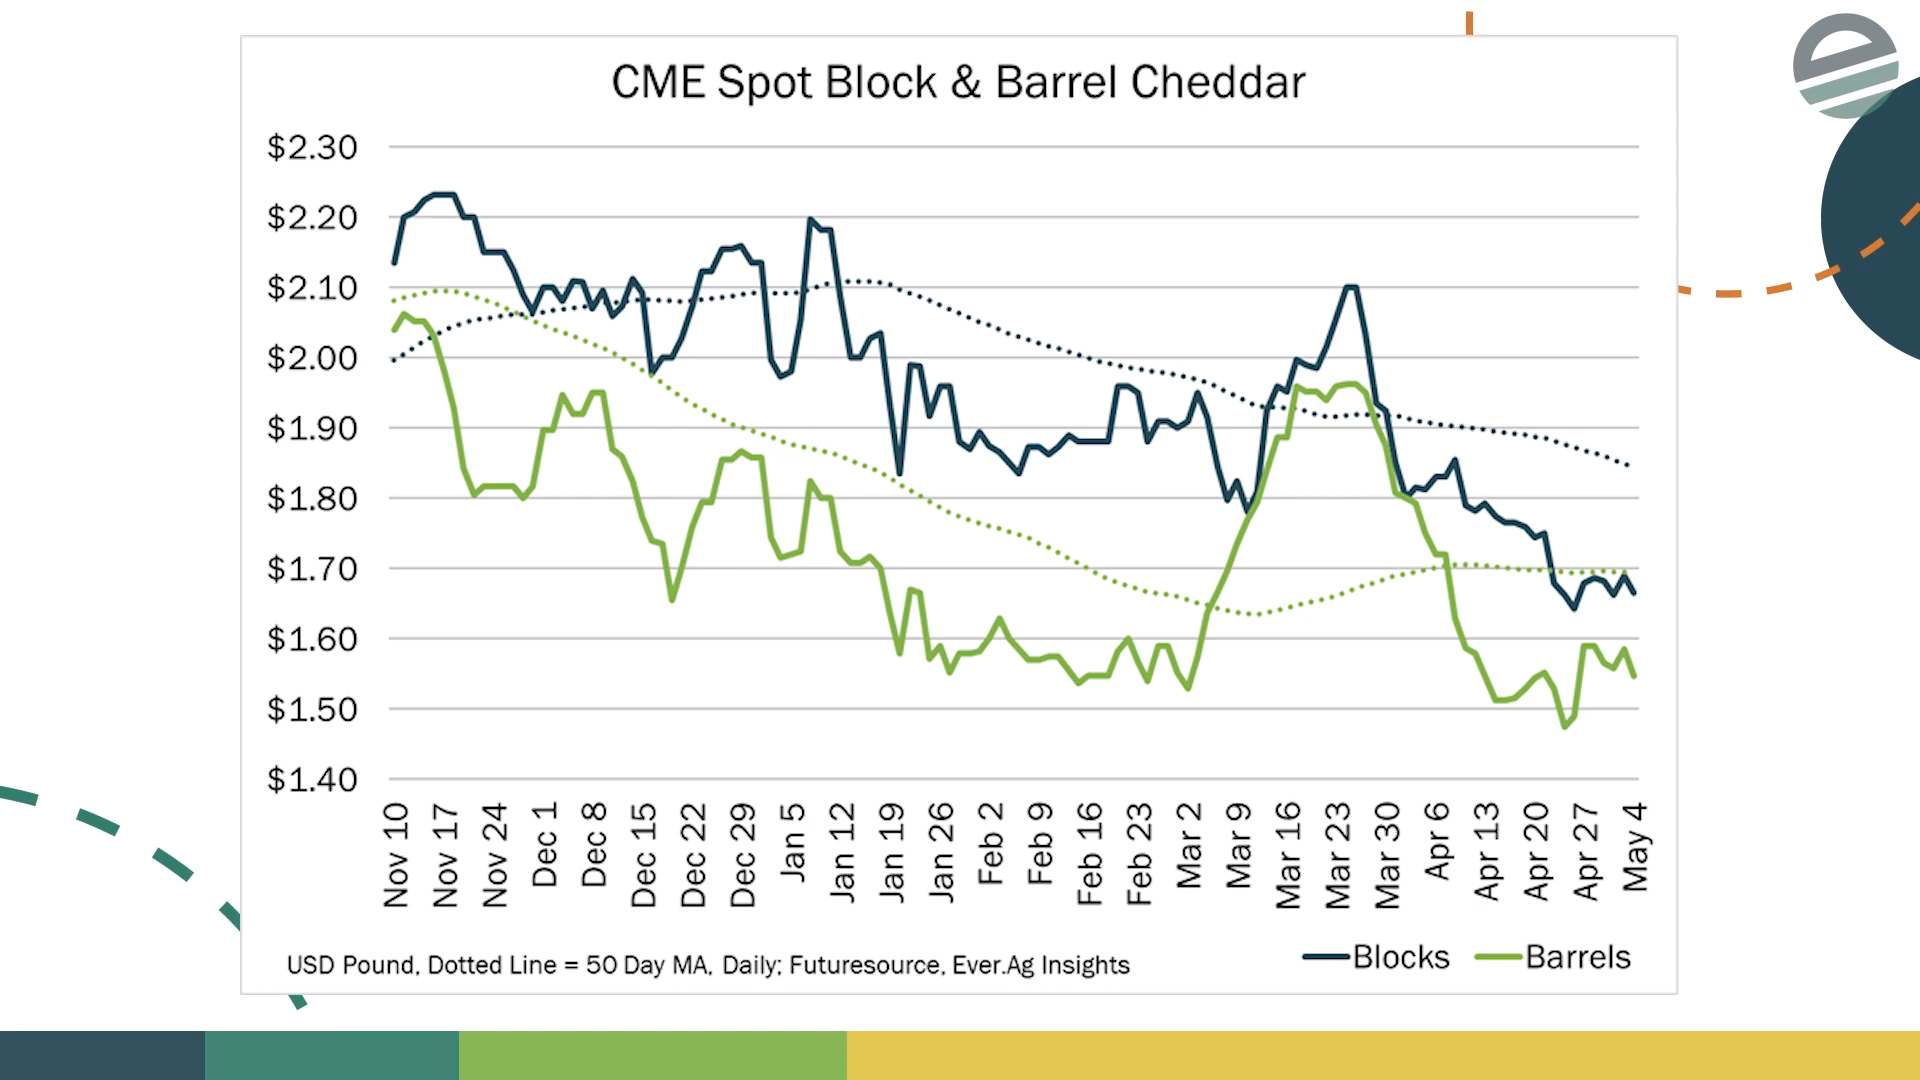 CME Spot Block & Barrel Cheddar
$2.30
$2.20
$2.10
$2.00
$1.90
$1.80
$1.70
$1.60
$1.50
$1.40
Nov 10
Nov 17
Nov 24
Dec 1
Dec 8
Dec 15
Dec 22
Dec 29
Jan 5
Jan 12
Jan 19
Jan 26
Feb 2
Feb 9
Feb 16
Feb 23
Mar 2
Mar 9
Mar 16
Mar 23
Mar 30
Apr 6
Apr 13
Apr 20
Apr 27
May 4
USD Pound, Dotted Line = 50 Day MA, Daily; Futuresource, Ever.Ag Insights
Blocks
Barrels